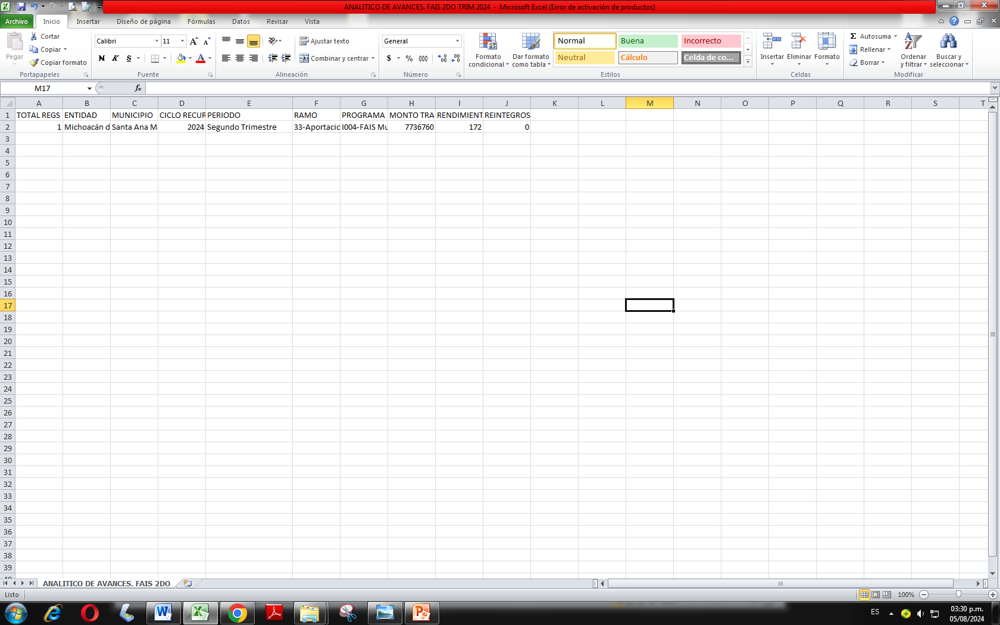 ANALITICO DE AVANCES. FAIS 2DO TRIM 2024 - Microsoft Excel (Error de activación de productos)
Archivo Inicio Insertar Diseño de página Fórmulas Datos Revisar Vista
Pegar
Cortar
Copiar
Copiar formato
Portapapeles
Calibri 11
N K S
Fuente
Ajustar texto
Combinar y centrar
Alineación
General
$ % 000
Número
Formato condicional
Dar formato como tabla
Normal Buena Incorrecto
Neutral Cálculo Celda de co...
Estilos
Insertar Eliminar Formato
Celdas
Σ Autosuma
Rellenar
Borrar
Ordenar y filtrar
Buscar y seleccionar
Modificar
M17 fx
A B C D E F G H I J K L M N O P Q R S T
1 TOTAL REGS ENTIDAD MUNICIPIO CICLO RECUR PERIODO RAMO PROGRAMA MONTO TRA RENDIMIENT REINTEGROS
2 1 Michoacán d Santa Ana M 2024 Segundo Trimestre 33-Aportacio I004-FAIS Mu 7736760 172 0
3
4
5
6
7
8
9
10
11
12
13
14
15
16
17
18
19
20
21
22
23
24
25
26
27
28
29
30
31
32
33
34
35
36
37
38
39
ANALITICO DE AVANCES. FAIS 2DO
Listo 100%
ES 03:30 p.m.
05/08/2024